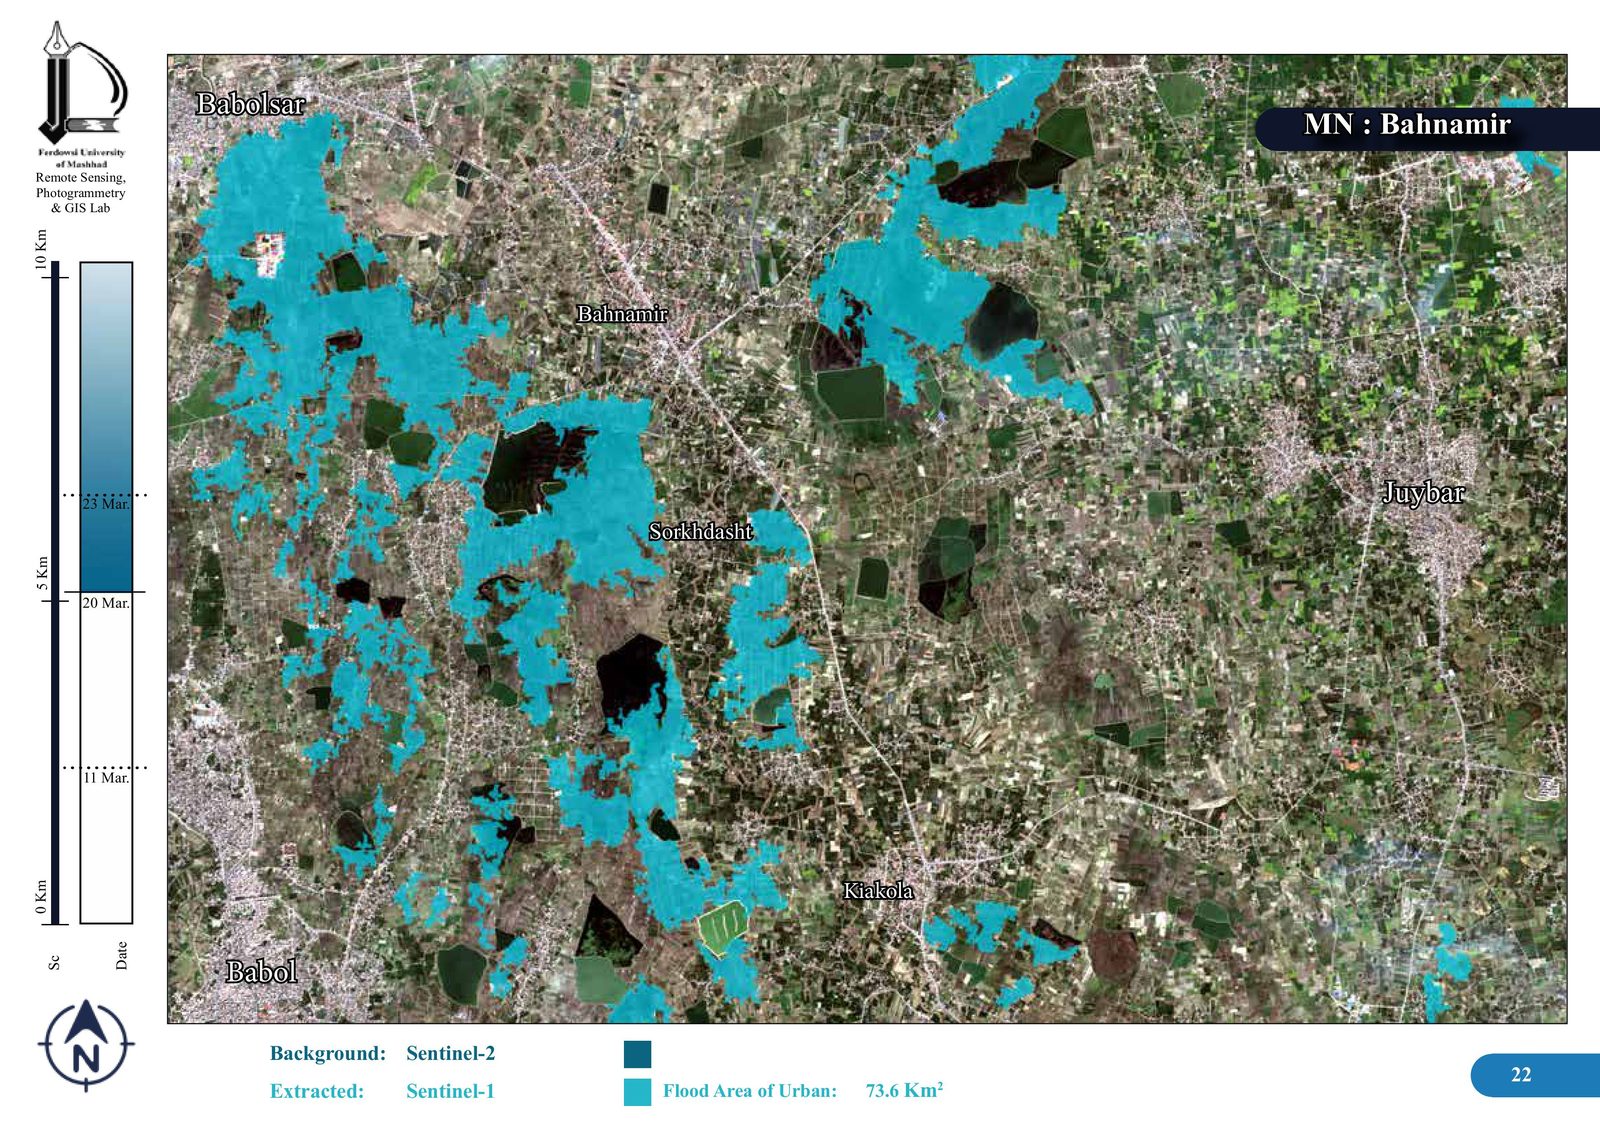 Ferdowsi University
of Mashhad
Remote Sensing,
Photogrammetry
& GIS Lab
MN : Bahnamir
Babolsar
Bahnamir
Sorkhdasht
Juybar
Kiakola
Babol
10 Km
5 Km
0 Km
23 Mar.
20 Mar.
11 Mar.
Sc
Date
N
Background: Sentinel-2
Extracted: Sentinel-1
Flood Area of Urban: 73.6 Km²
22